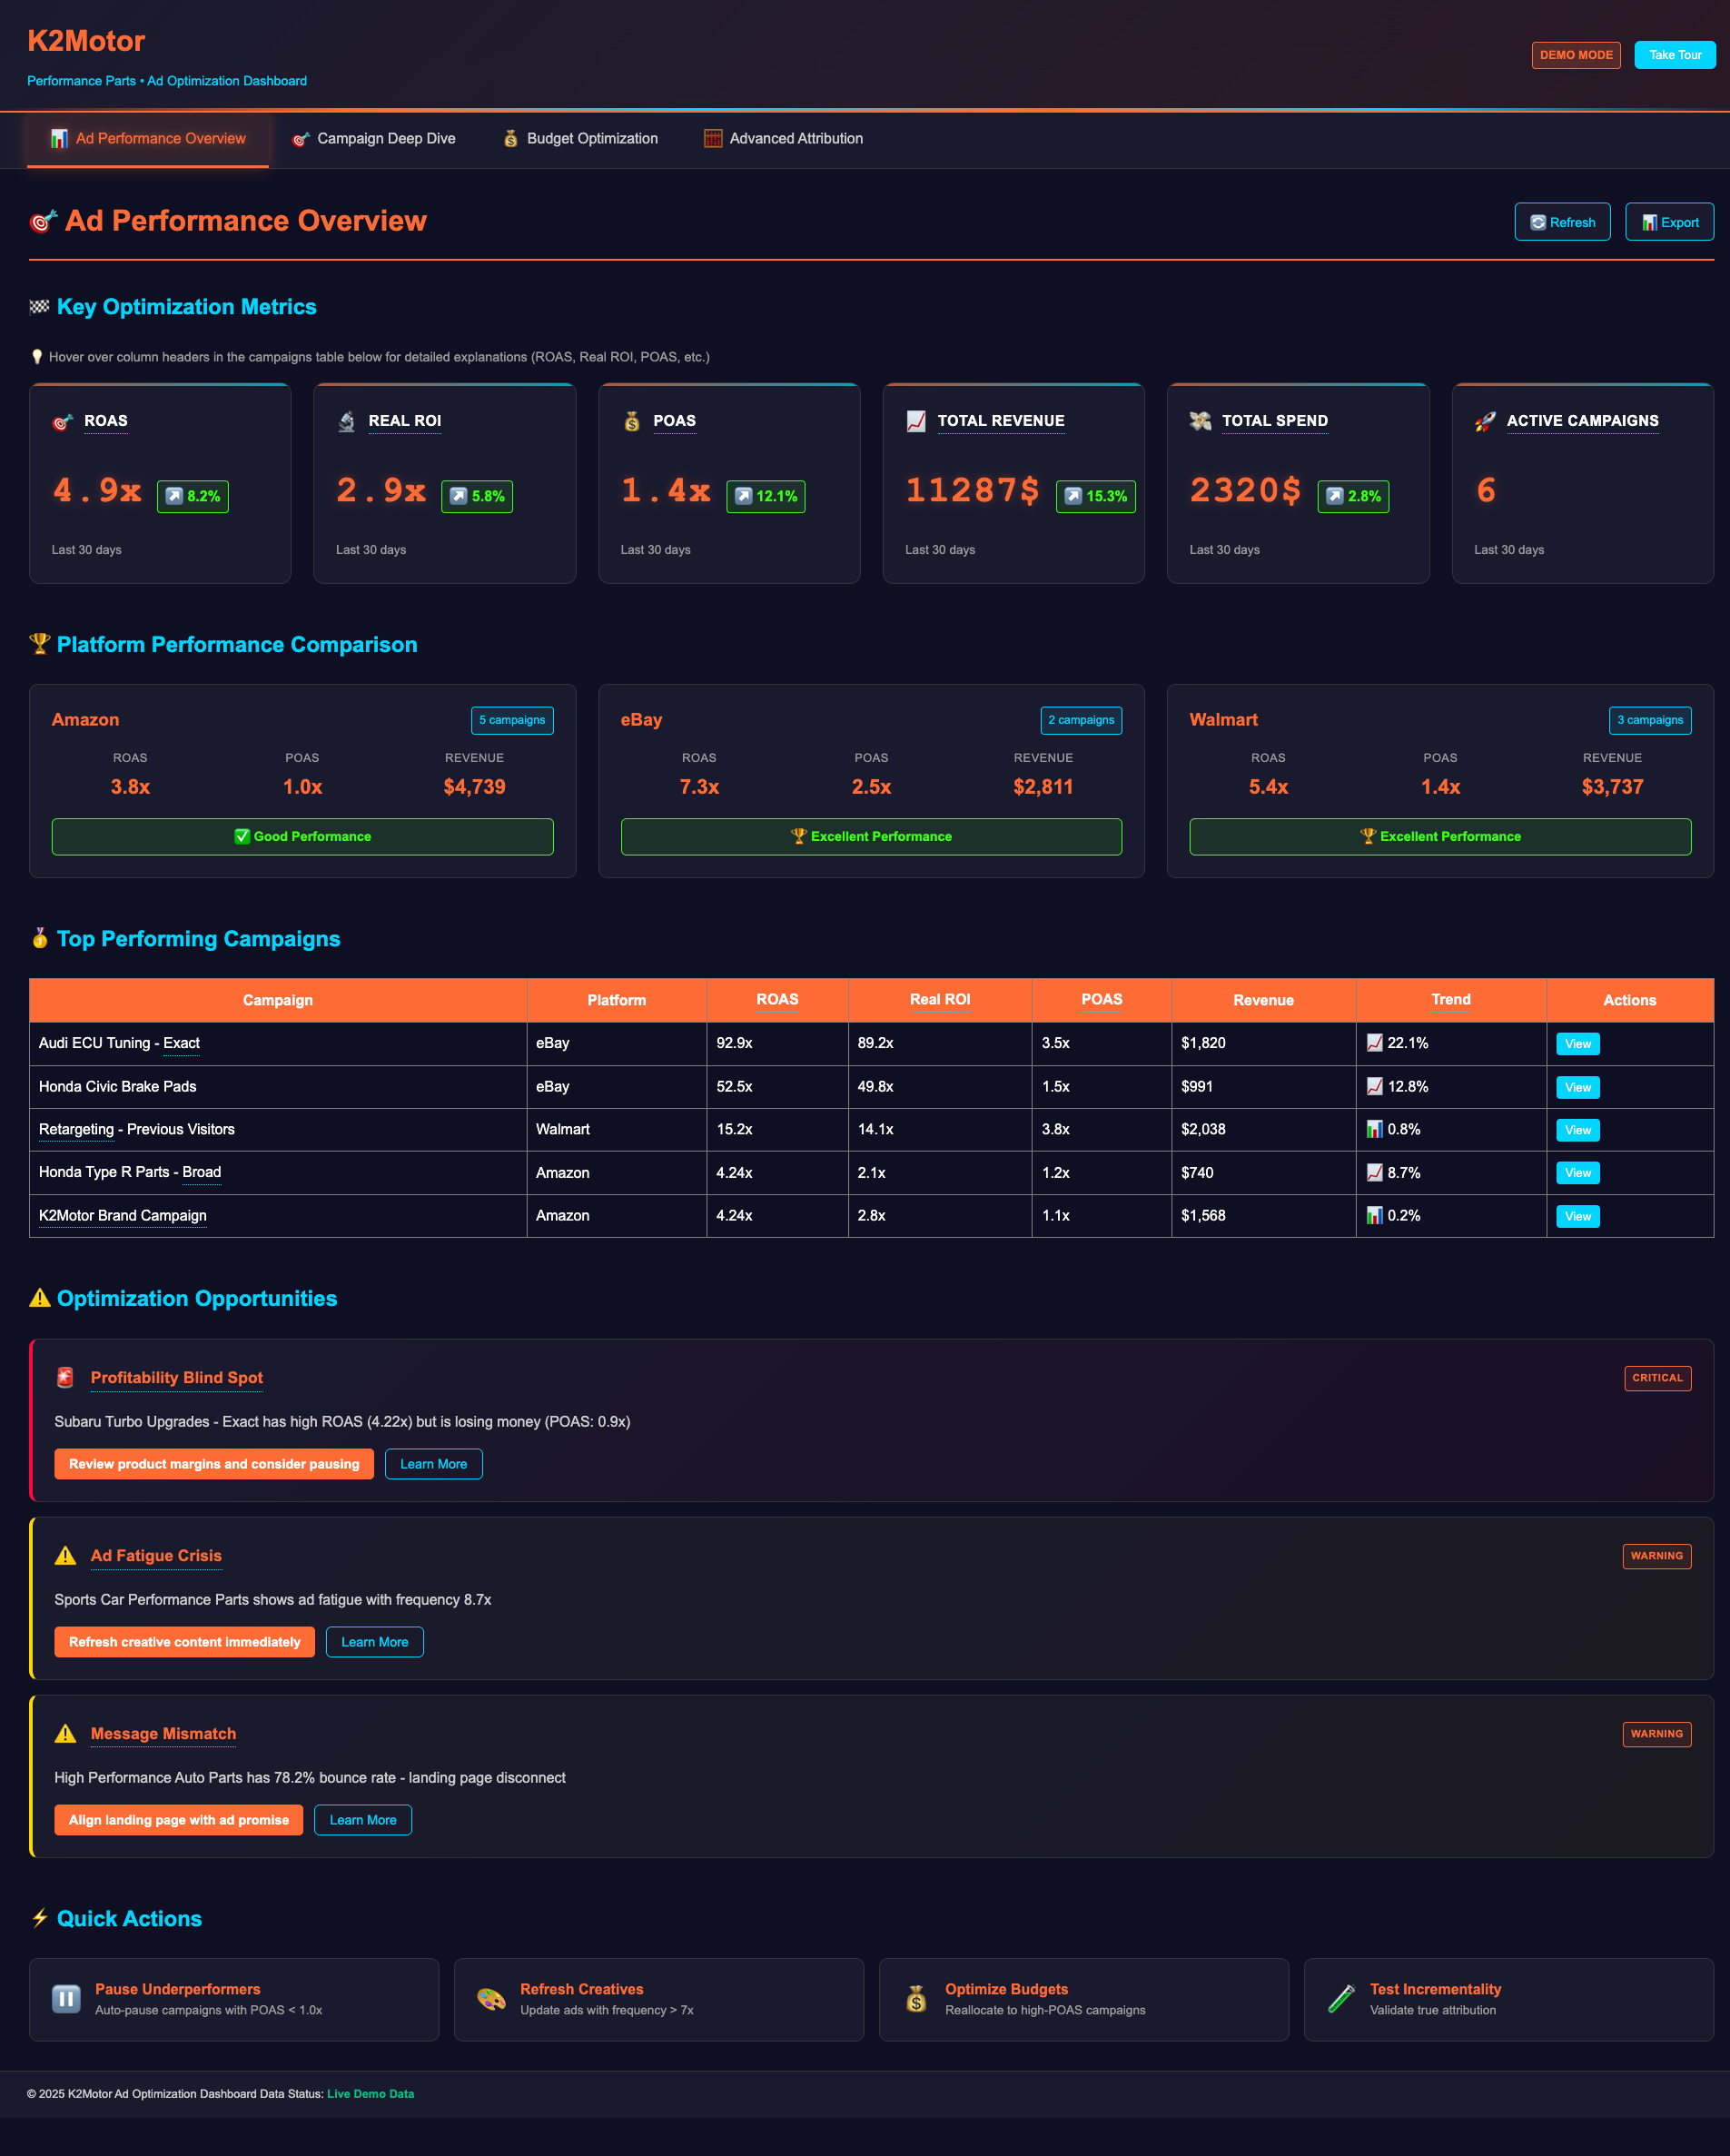 K2Motor
Performance Parts • Ad Optimization Dashboard
DEMO MODE
Take Tour
Ad Performance Overview
Campaign Deep Dive
Budget Optimization
Advanced Attribution
Ad Performance Overview
Refresh
Export
Key Optimization Metrics
Hover over column headers in the campaigns table below for detailed explanations (ROAS, Real ROI, POAS, etc.)
ROAS
4.9x
8.2%
Last 30 days
REAL ROI
2.9x
5.8%
Last 30 days
POAS
1.4x
12.1%
Last 30 days
TOTAL REVENUE
11287$
15.3%
Last 30 days
TOTAL SPEND
2320$
2.8%
Last 30 days
ACTIVE CAMPAIGNS
6
Last 30 days
Platform Performance Comparison
Amazon
5 campaigns
ROAS POAS REVENUE
3.8x 1.0x $4,739
Good Performance
eBay
2 campaigns
ROAS POAS REVENUE
7.3x 2.5x $2,811
Excellent Performance
Walmart
3 campaigns
ROAS POAS REVENUE
5.4x 1.4x $3,737
Excellent Performance
Top Performing Campaigns
Campaign Platform ROAS Real ROI POAS Revenue Trend Actions
Audi ECU Tuning - Exact eBay 92.9x 89.2x 3.5x $1,820 22.1% View
Honda Civic Brake Pads eBay 52.5x 49.8x 1.5x $991 12.8% View
Retargeting - Previous Visitors Walmart 15.2x 14.1x 3.8x $2,038 0.8% View
Honda Type R Parts - Broad Amazon 4.24x 2.1x 1.2x $740 8.7% View
K2Motor Brand Campaign Amazon 4.24x 2.8x 1.1x $1,568 0.2% View
Optimization Opportunities
Profitability Blind Spot
CRITICAL
Subaru Turbo Upgrades - Exact has high ROAS (4.22x) but is losing money (POAS: 0.9x)
Review product margins and consider pausing
Learn More
Ad Fatigue Crisis
WARNING
Sports Car Performance Parts shows ad fatigue with frequency 8.7x
Refresh creative content immediately
Learn More
Message Mismatch
WARNING
High Performance Auto Parts has 78.2% bounce rate - landing page disconnect
Align landing page with ad promise
Learn More
Quick Actions
Pause Underperformers
Auto-pause campaigns with POAS < 1.0x
Refresh Creatives
Update ads with frequency > 7x
Optimize Budgets
Reallocate to high-POAS campaigns
Test Incrementality
Validate true attribution
© 2025 K2Motor Ad Optimization Dashboard Data Status: Live Demo Data